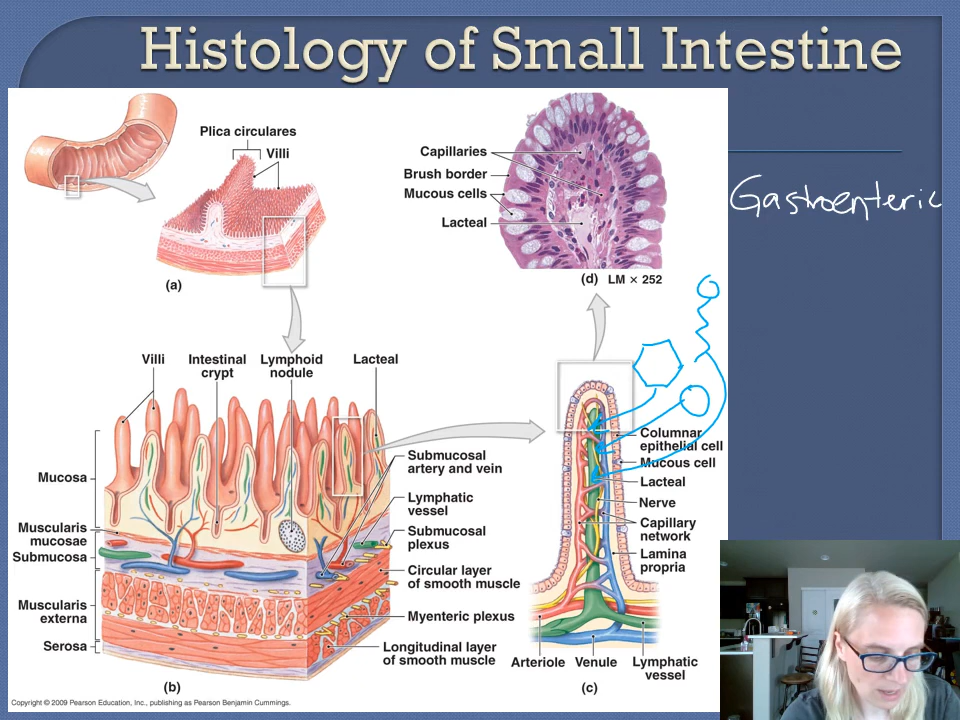 Histology of Small Intestine
Plica circulares
Villi
(a)
Capillaries
Brush border
Mucous cells
Lacteal
(d) LM × 252
Gastroenteric
Villi
Intestinal
crypt
Lymphoid
nodule
Lacteal
Mucosa
Muscularis
mucosae
Submucosa
Muscularis
externa
Serosa
Submucosal
artery and vein
Lymphatic
vessel
Submucosal
plexus
Circular layer
of smooth muscle
Myenteric plexus
Longitudinal layer
of smooth muscle
(b)
Columnar
epithelial cell
Mucous cell
Lacteal
Nerve
Capillary
network
Lamina
propria
Arteriole
Venule
Lymphatic
vessel
(c)
Copyright © 2009 Pearson Education, Inc., publishing as Pearson Benjamin Cummings.